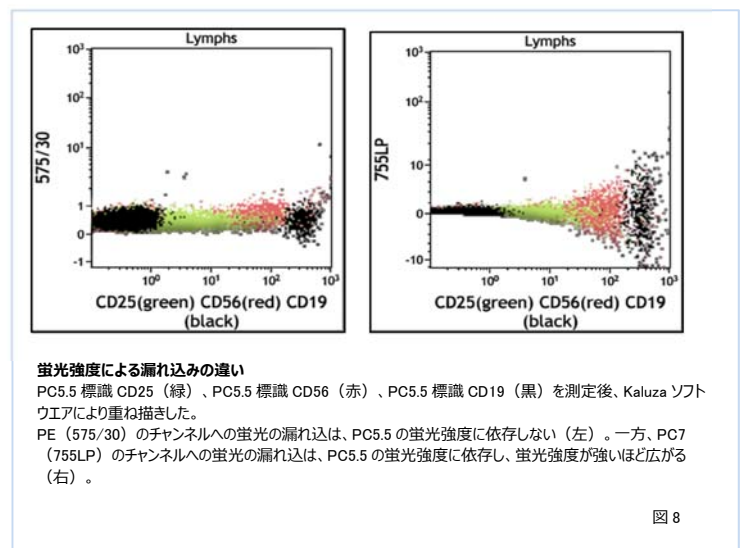 Lymphs
575/30
10³
10²
10¹
1
0
-1
10⁰ 10¹ 10² 10³
CD25(green) CD56(red) CD19
(black)
Lymphs
755LP
10³
10²
10
0
-10
10⁰ 10¹ 10² 10³
CD25(green) CD56(red) CD19
(black)
蛍光強度による漏れ込みの違い
PC5.5 標識 CD25(緑)、PC5.5 標識 CD56(赤)、PC5.5 標識 CD19(黒)を測定後、Kaluza ソフト
ウエアにより重ね描きした。
PE(575/30)のチャンネルへの蛍光の漏れ込は、PC5.5 の蛍光強度に依存しない(左)。一方、PC7
(755LP)のチャンネルへの蛍光の漏れ込は、PC5.5 の蛍光強度に依存し、蛍光強度が強いほど広がる
(右)。
図 8